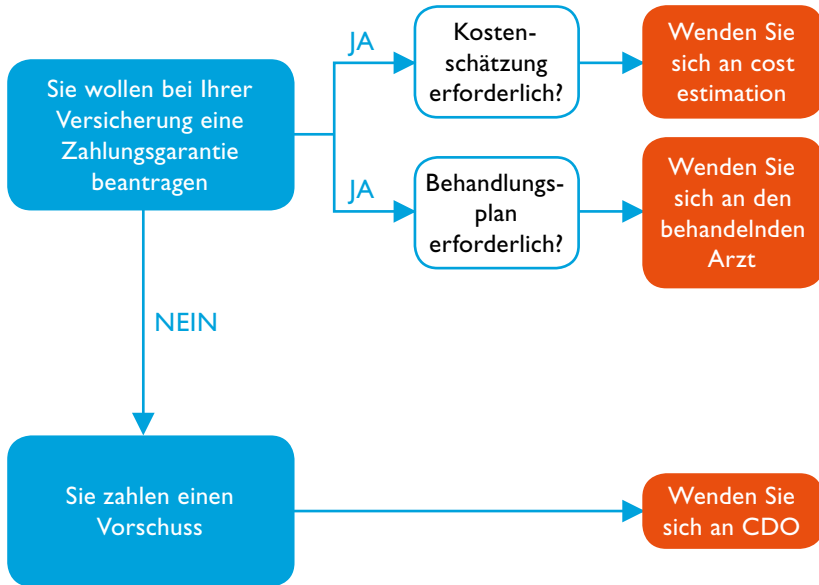 Sie wollen bei Ihrer
Versicherung eine
Zahlungsgarantie
beantragen
JA
Kosten-
schätzung
erforderlich?
Wenden Sie
sich an cost
estimation
JA
Behandlungs-
plan
erforderlich?
Wenden Sie
sich an den
behandelnden
Arzt
NEIN
Sie zahlen einen
Vorschuss
Wenden Sie
sich an CDO